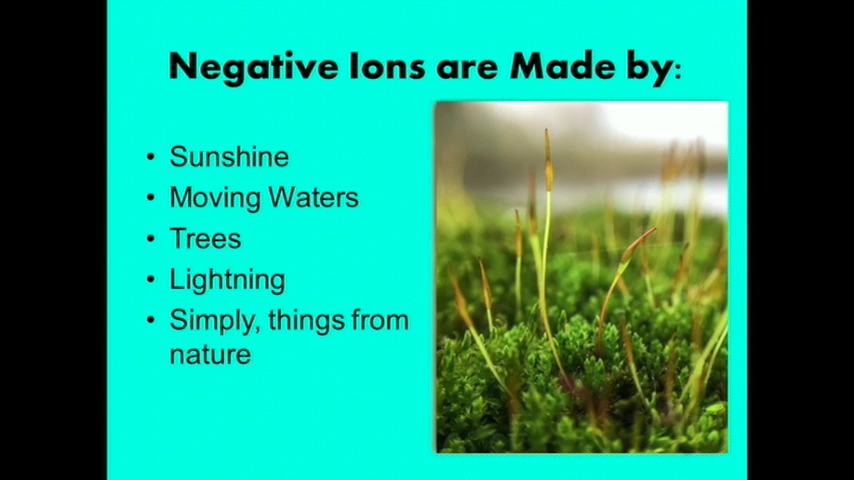 Negative Ions are Made by:
• Sunshine
• Moving Waters
• Trees
• Lightning
• Simply, things from
nature